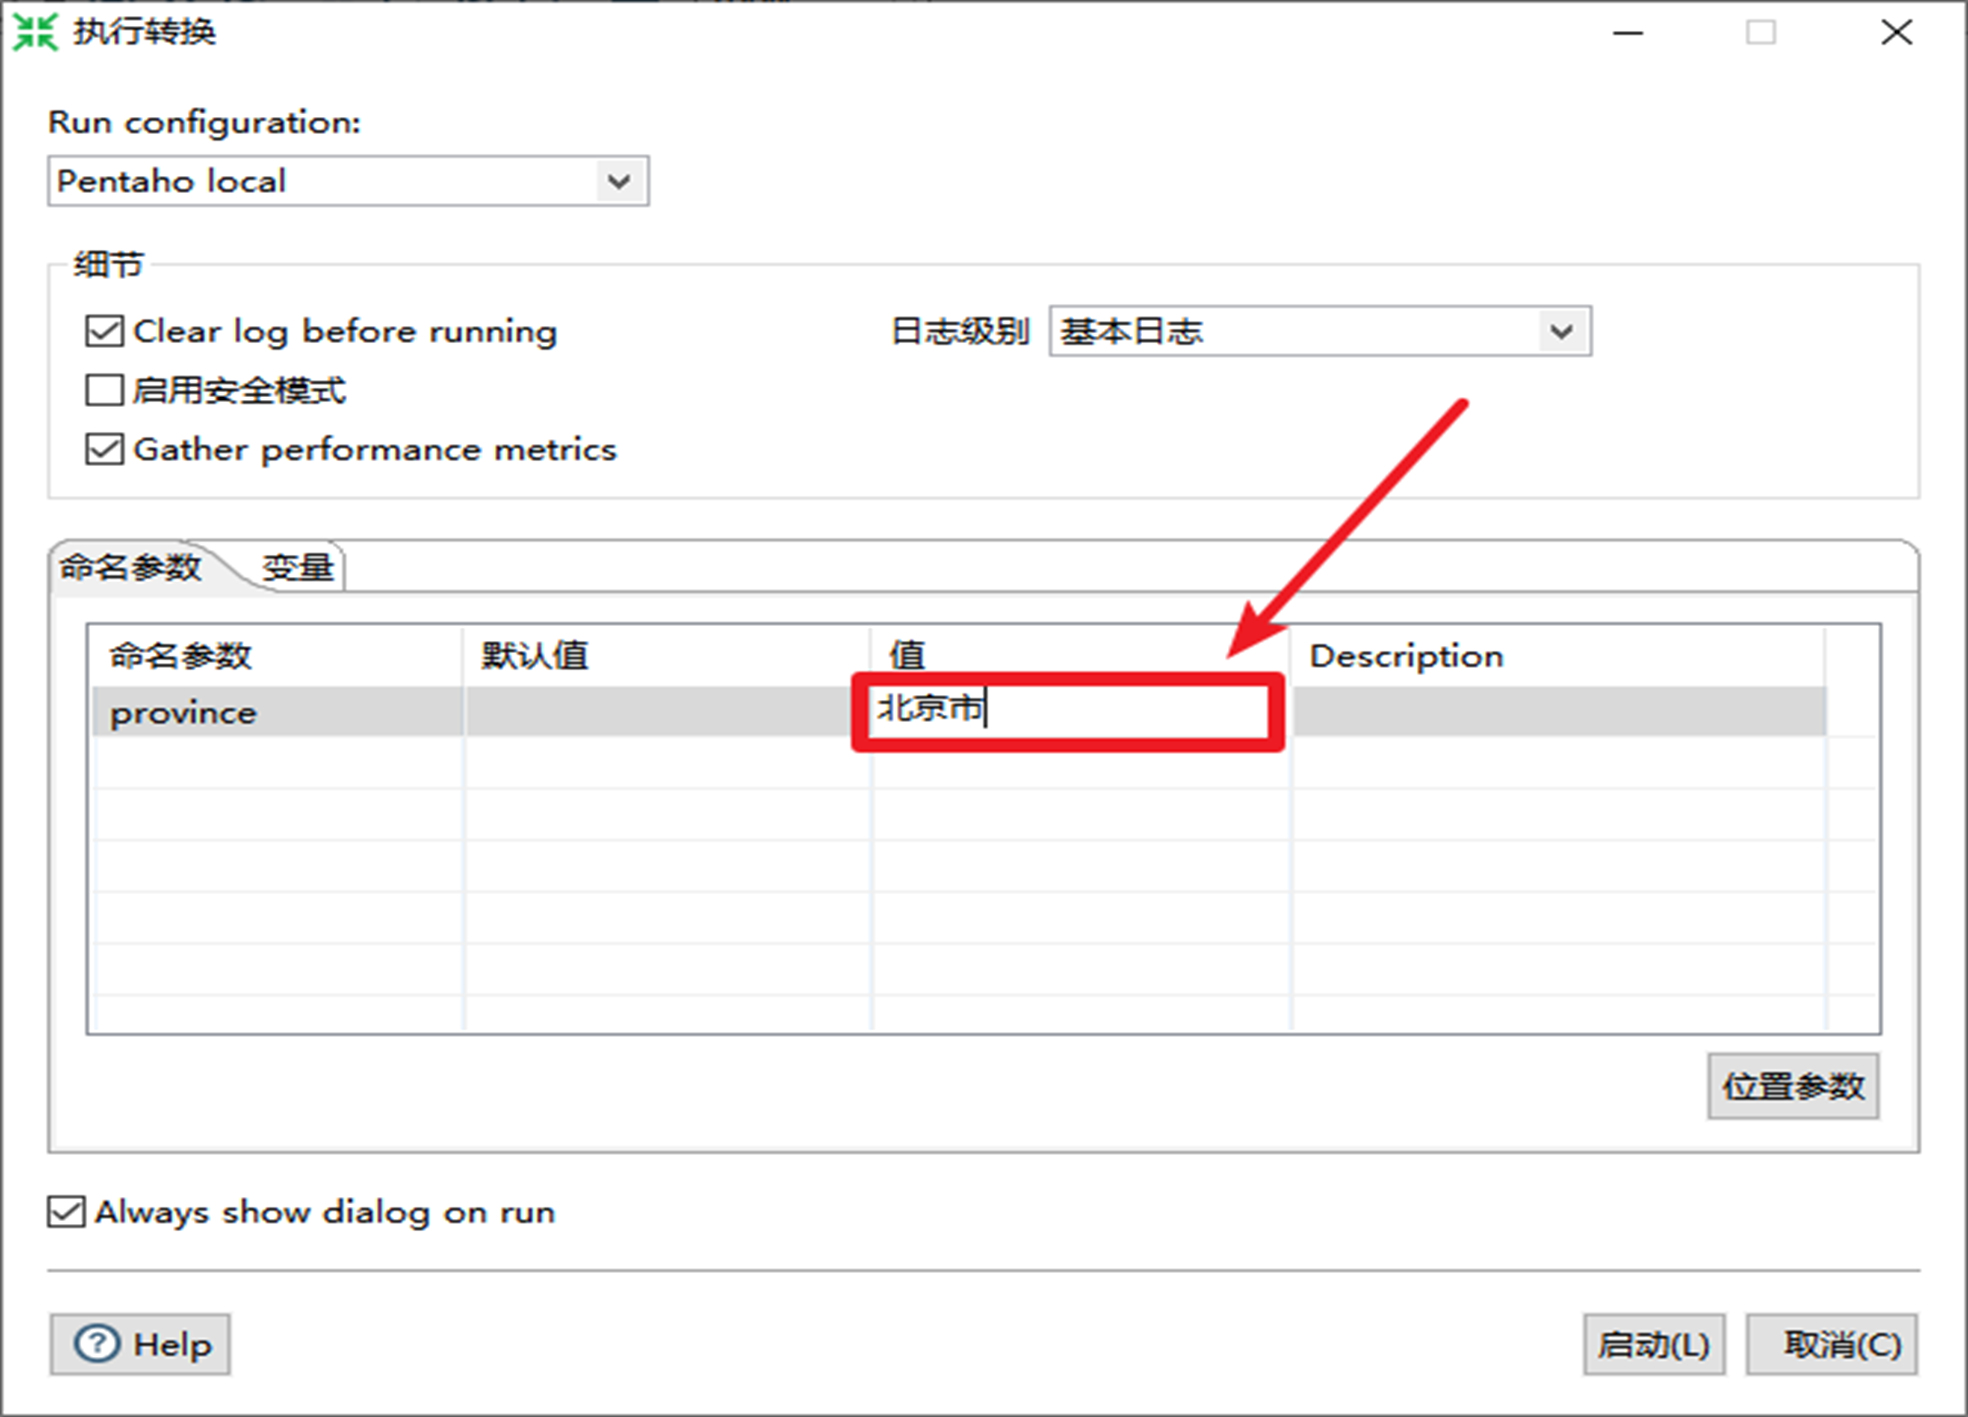 执行转换
Run configuration:
Pentaho local
细节
Clear log before running
日志级别 基本日志
启用安全模式
Gather performance metrics
命名参数 变量
命名参数 默认值 值 Description
province 北京市
位置参数
Always show dialog on run
Help 启动(L) 取消(C)